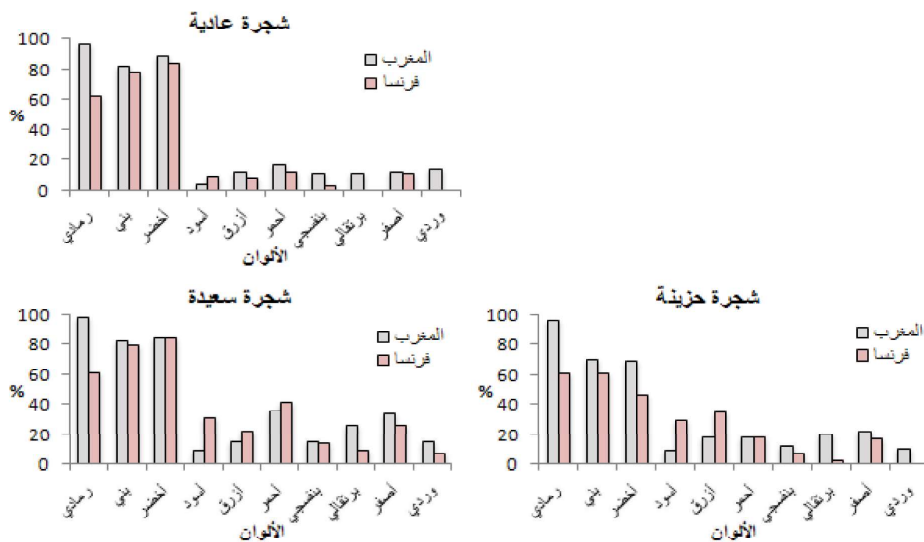 شجرة عادية
100
80
60
40
20
0
%
المغرب
فرنسا
رمادي
بني
أخضر
أسود
أزرق
أحمر
بنفسجي
برتقالي
أصفر
وردي
الألوان
شجرة سعيدة
100
80
60
40
20
0
%
المغرب
فرنسا
رمادي
بني
أخضر
أسود
أزرق
أحمر
بنفسجي
برتقالي
أصفر
وردي
الألوان
شجرة حزينة
100
80
60
40
20
0
%
المغرب
فرنسا
رمادي
بني
أخضر
أسود
أزرق
أحمر
بنفسجي
برتقالي
أصفر
وردي
الألوان